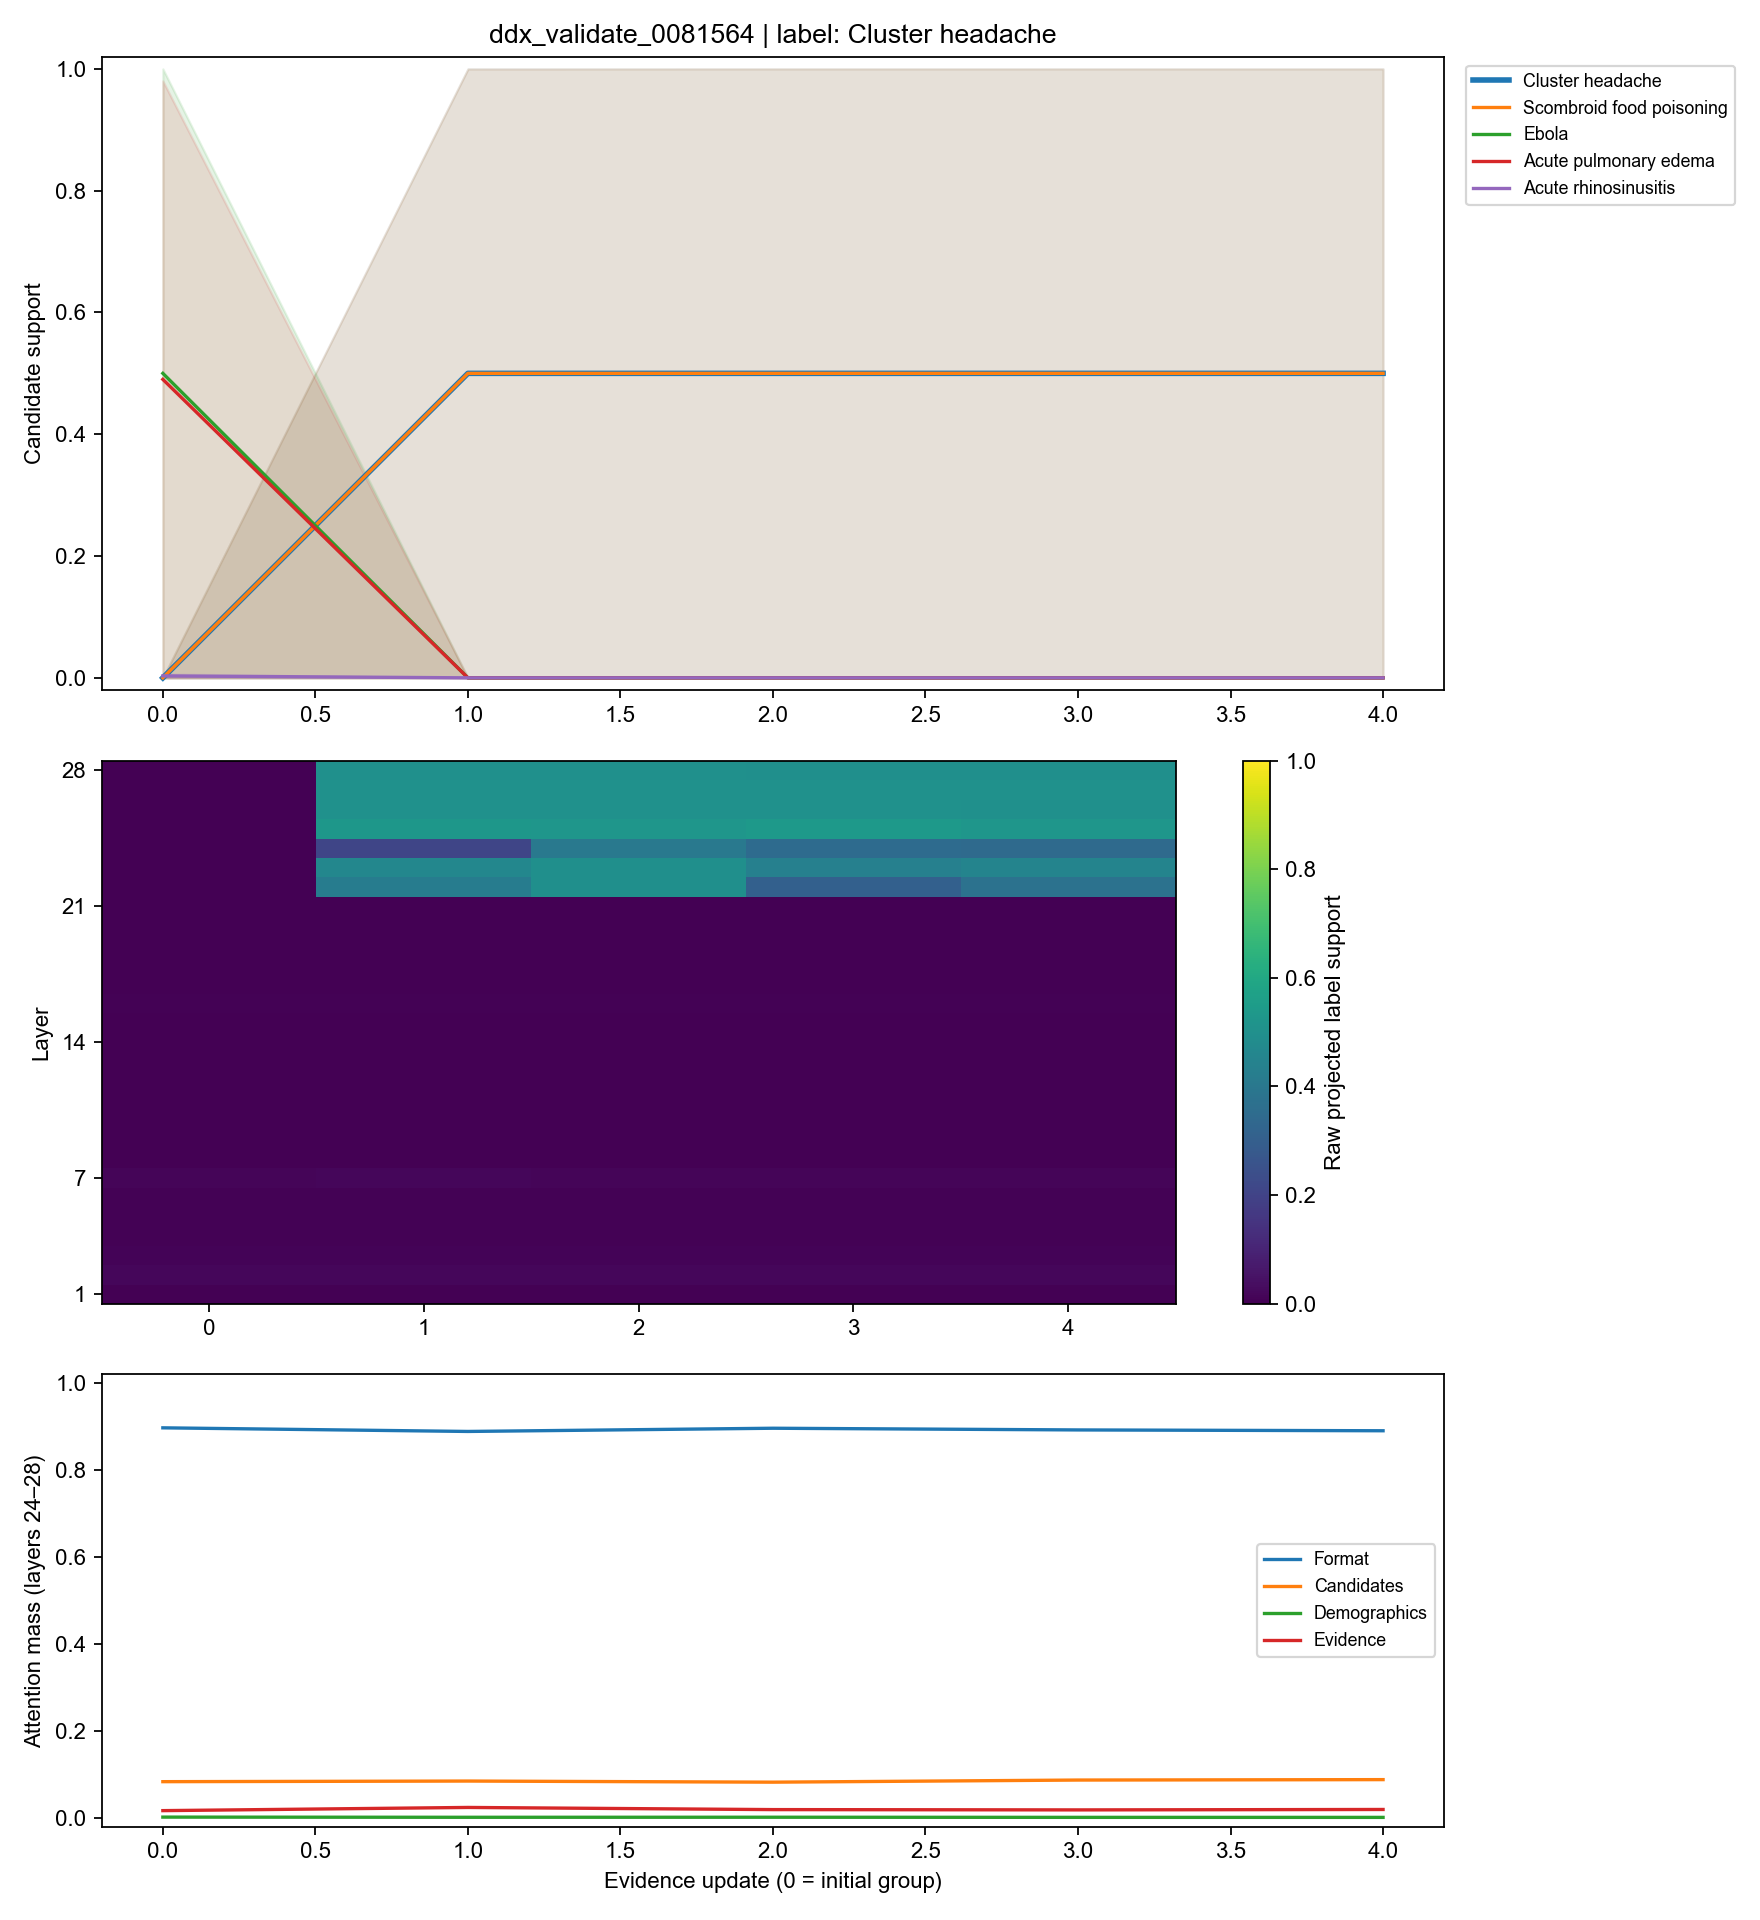 ddx_validate_0081564 | label: Cluster headache
1.0
0.8
0.6
0.4
0.2
0.0
Candidate support
0.0 0.5 1.0 1.5 2.0 2.5 3.0 3.5 4.0
Cluster headache
Scombroid food poisoning
Ebola
Acute pulmonary edema
Acute rhinosinusitis
28
21
14
7
1
Layer
0 1 2 3 4
1.0
0.8
0.6
0.4
0.2
0.0
Raw projected label support
1.0
0.8
0.6
0.4
0.2
0.0
Attention mass (layers 24–28)
Format
Candidates
Demographics
Evidence
0.0 0.5 1.0 1.5 2.0 2.5 3.0 3.5 4.0
Evidence update (0 = initial group)